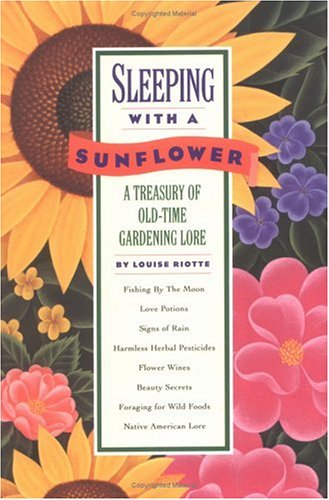 SLEEPING
WITH A
SUNFLOWER
A TREASURY OF
OLD-TIME
GARDENING LORE
BY LOUISE RIOTTE
Fishing By The Moon
Love Potions
Signs of Rain
Harmless Herbal Pesticides
Flower Wines
Beauty Secrets
Foraging for Wild Foods
Native American Lore